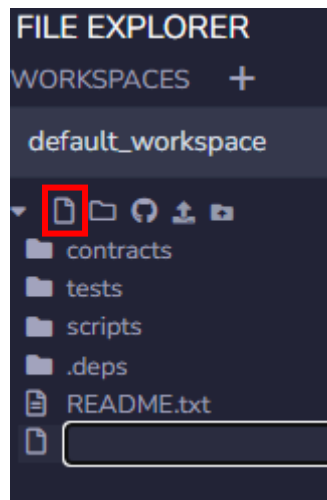 FILE EXPLORER
WORKSPACES +
default_workspace
contracts
tests
scripts
.deps
README.txt